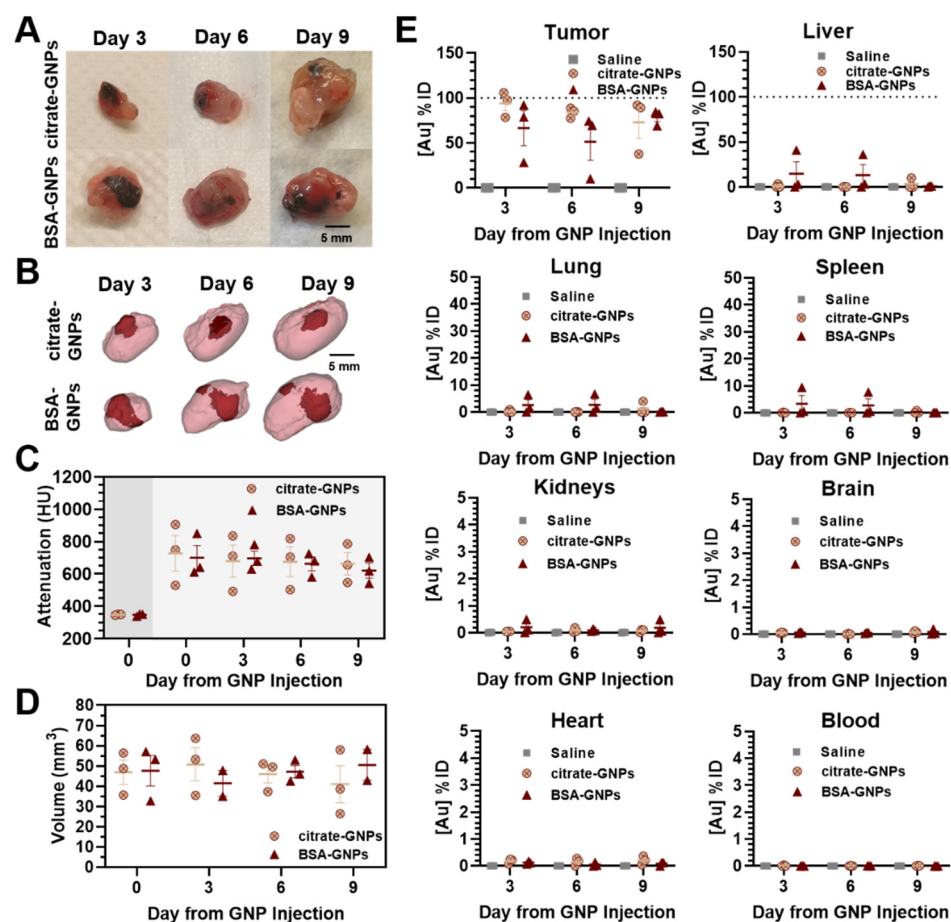 A
Day 3 Day 6 Day 9
citrate-GNPs
BSA-GNPs
5 mm
B
Day 3 Day 6 Day 9
citrate-
GNPs
BSA-
GNPs
5 mm
C
Attenuation (HU)
1200
1000
800
600
400
200
citrate-GNPs
BSA-GNPs
0 0 3 6 9
Day from GNP Injection
D
Volume (mm³)
80
70
60
50
40
30
20
10
0
citrate-GNPs
BSA-GNPs
0 3 6 9
Day from GNP Injection
E
Tumor
[Au] % ID
150
100
50
0
Saline
citrate-GNPs
BSA-GNPs
3 6 9
Day from GNP Injection
Liver
[Au] % ID
150
100
50
0
Saline
citrate-GNPs
BSA-GNPs
3 6 9
Day from GNP Injection
Lung
[Au] % ID
50
40
30
20
10
0
Saline
citrate-GNPs
BSA-GNPs
3 6 9
Day from GNP Injection
Spleen
[Au] % ID
50
40
30
20
10
0
Saline
citrate-GNPs
BSA-GNPs
3 6 9
Day from GNP Injection
Kidneys
[Au] % ID
5
4
3
2
1
0
Saline
citrate-GNPs
BSA-GNPs
3 6 9
Day from GNP Injection
Brain
[Au] % ID
5
4
3
2
1
0
Saline
citrate-GNPs
BSA-GNPs
3 6 9
Day from GNP Injection
Heart
[Au] % ID
5
4
3
2
1
0
Saline
citrate-GNPs
BSA-GNPs
3 6 9
Day from GNP Injection
Blood
[Au] % ID
5
4
3
2
1
0
Saline
citrate-GNPs
BSA-GNPs
3 6 9
Day from GNP Injection